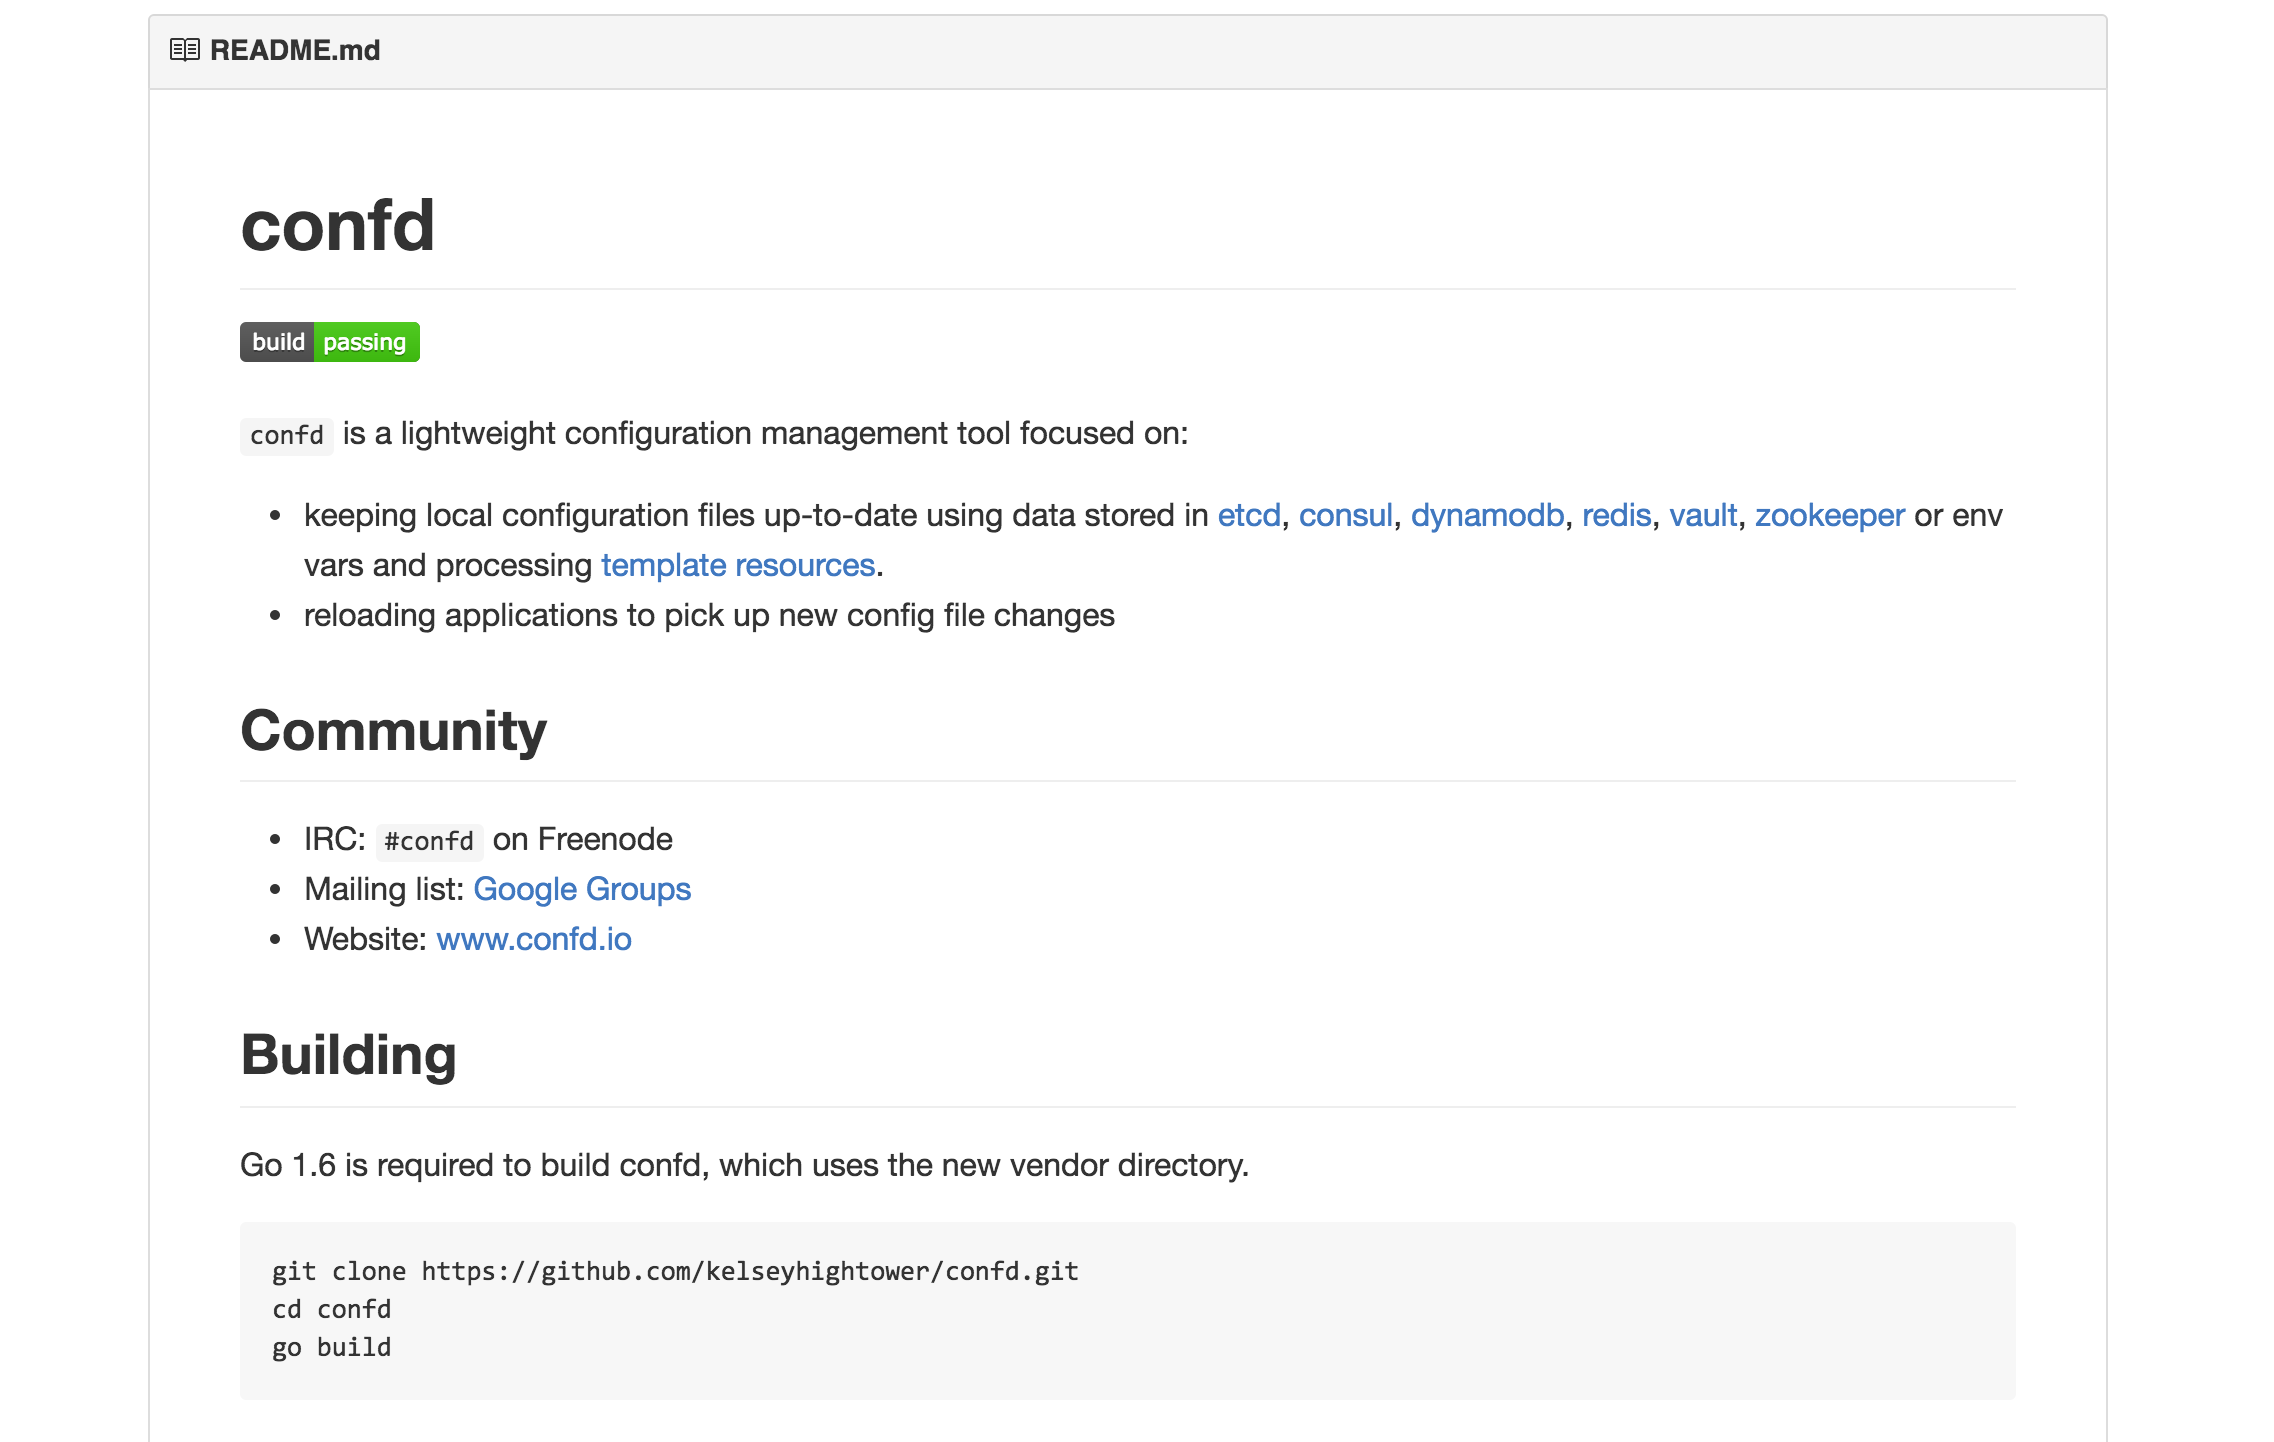 README.md
confd
build passing
confd is a lightweight configuration management tool focused on:
• keeping local configuration files up-to-date using data stored in etcd, consul, dynamodb, redis, vault, zookeeper or env
vars and processing template resources.
• reloading applications to pick up new config file changes
Community
• IRC: #confd on Freenode
• Mailing list: Google Groups
• Website: www.confd.io
Building
Go 1.6 is required to build confd, which uses the new vendor directory.
git clone https://github.com/kelseyhightower/confd.git
cd confd
go build